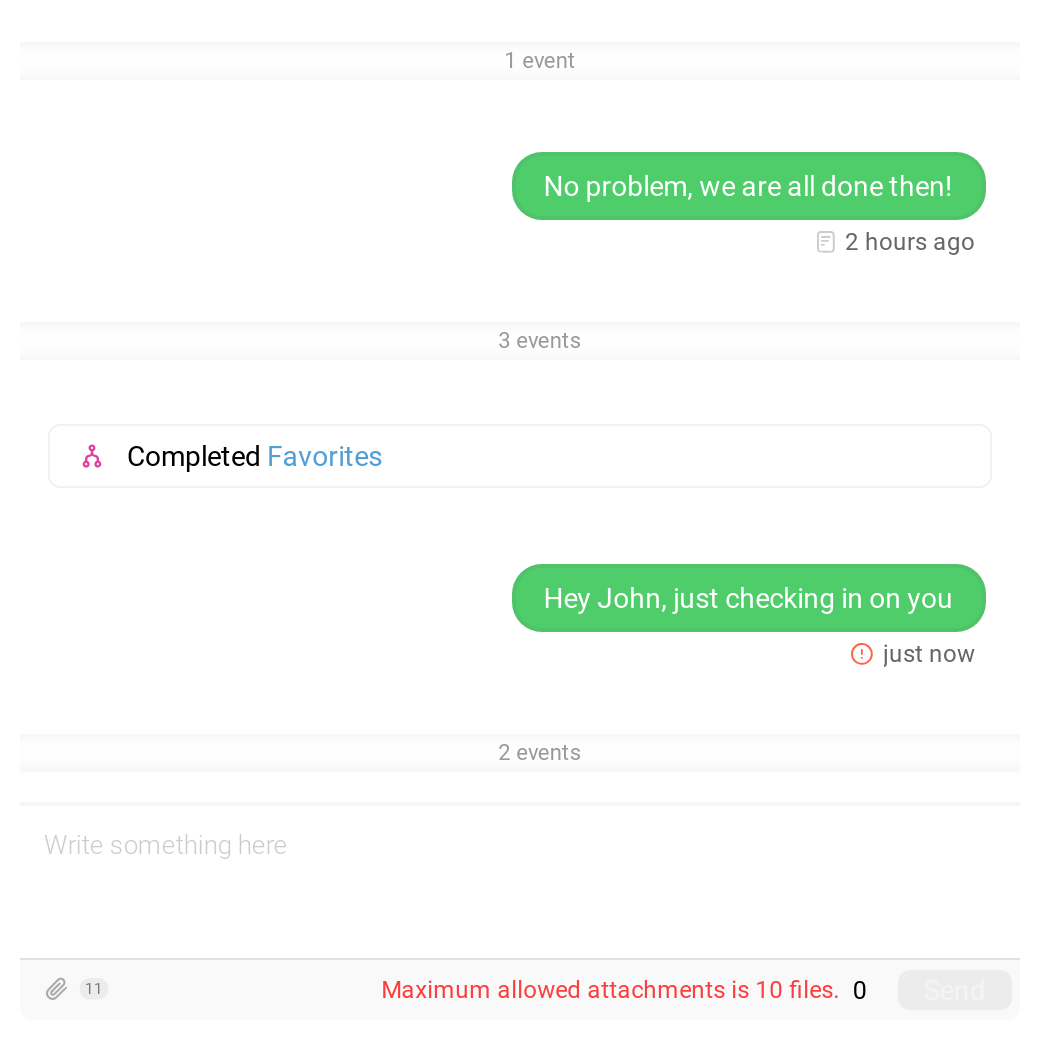 1 event
No problem, we are all done then!
2 hours ago
3 events
Completed Favorites
Hey John, just checking in on you
just now
2 events
Write something here
11 Maximum allowed attachments is 10 files. 0 Send